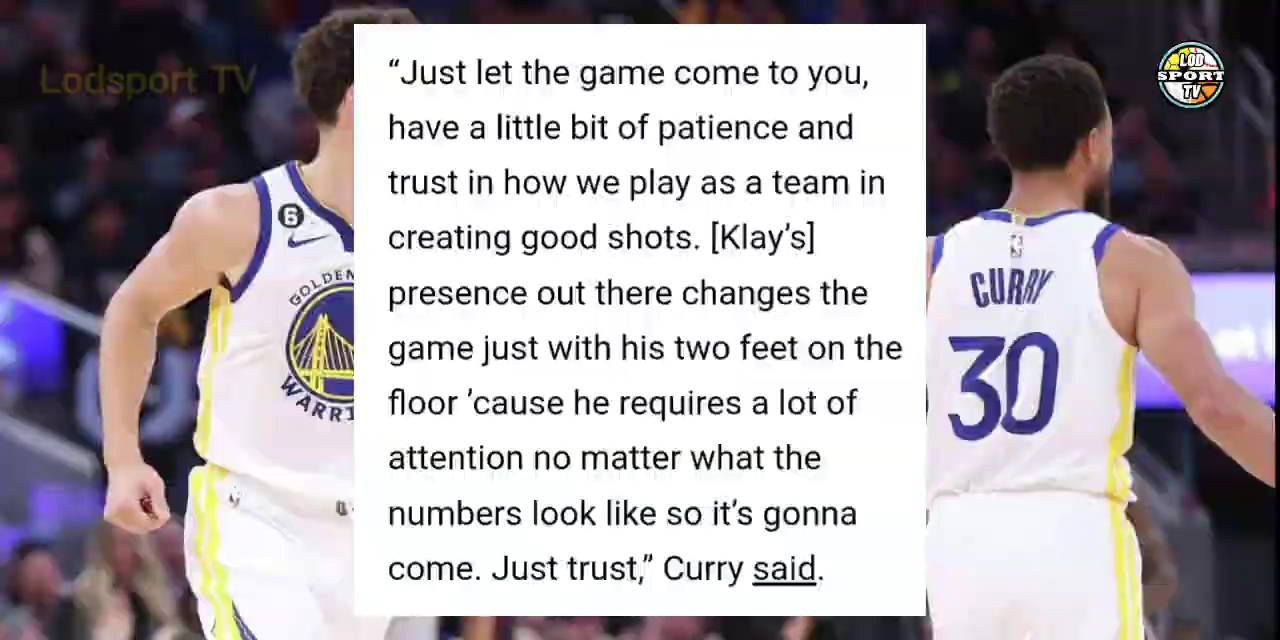 Lodsport TV
LOD
SPORT
TV
“Just let the game come to you,
have a little bit of patience and
trust in how we play as a team in
creating good shots. [Klay’s]
presence out there changes the
game just with his two feet on the
floor ’cause he requires a lot of
attention no matter what the
numbers look like so it’s gonna
come. Just trust,” Curry said.
6
GOLDEN
WARRI
CURRY
30